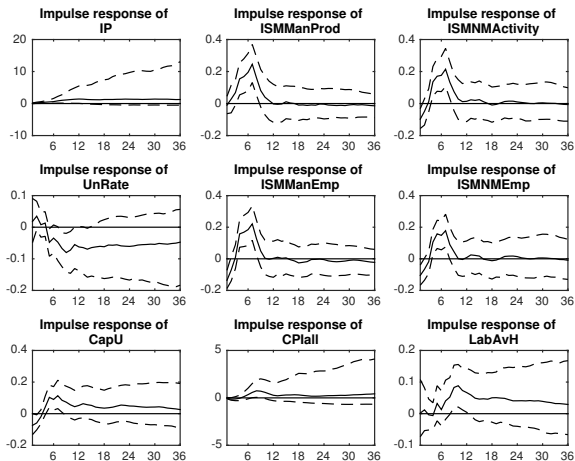 Impulse response of IP
20
10
0
-10
6 12 18 24 30 36
Impulse response of ISMManProd
0.4
0.2
0
-0.2
6 12 18 24 30 36
Impulse response of ISMNMActivity
0.4
0.2
0
-0.2
6 12 18 24 30 36
Impulse response of UnRate
0.1
0
-0.1
-0.2
6 12 18 24 30 36
Impulse response of ISMManEmp
0.4
0.2
0
-0.2
6 12 18 24 30 36
Impulse response of ISMNMEmp
0.4
0.2
0
-0.2
6 12 18 24 30 36
Impulse response of CapU
0.4
0.2
0
-0.2
6 12 18 24 30 36
Impulse response of CPIall
5
0
-5
6 12 18 24 30 36
Impulse response of LabAvH
0.2
0.1
0
-0.1
6 12 18 24 30 36